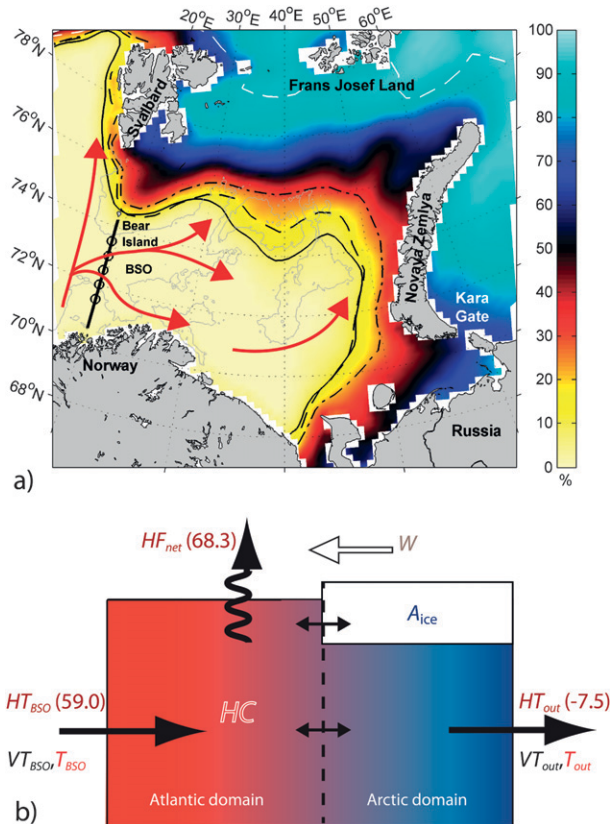 20°E 30°E 40°E 50°E 60°E
78°N
76°N
74°N
72°N
70°N
68°N
Svalbard
Frans Josef Land
Novaya Zemlya
Bear
Island
BSO
Kara
Gate
Norway
Russia
100
90
80
70
60
50
40
30
20
10
0
%
a)
HFnet (68.3)
W
Aice
HTBSO (59.0)
HC
HTout (-7.5)
VTBSO,TBSO
VTout,Tout
Atlantic domain
Arctic domain
b)